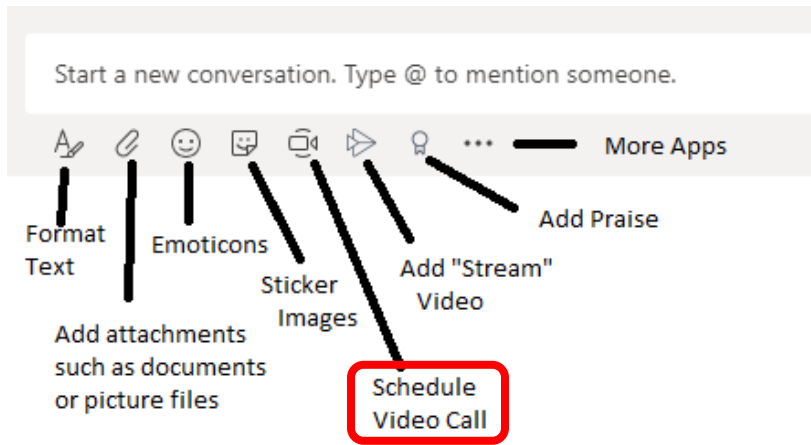 Start a new conversation. Type @ to mention someone.
More Apps
Add Praise
Format
Text
Emoticons
Add "Stream"
Video
Sticker
Images
Add attachments
such as documents
or picture files
Schedule
Video Call